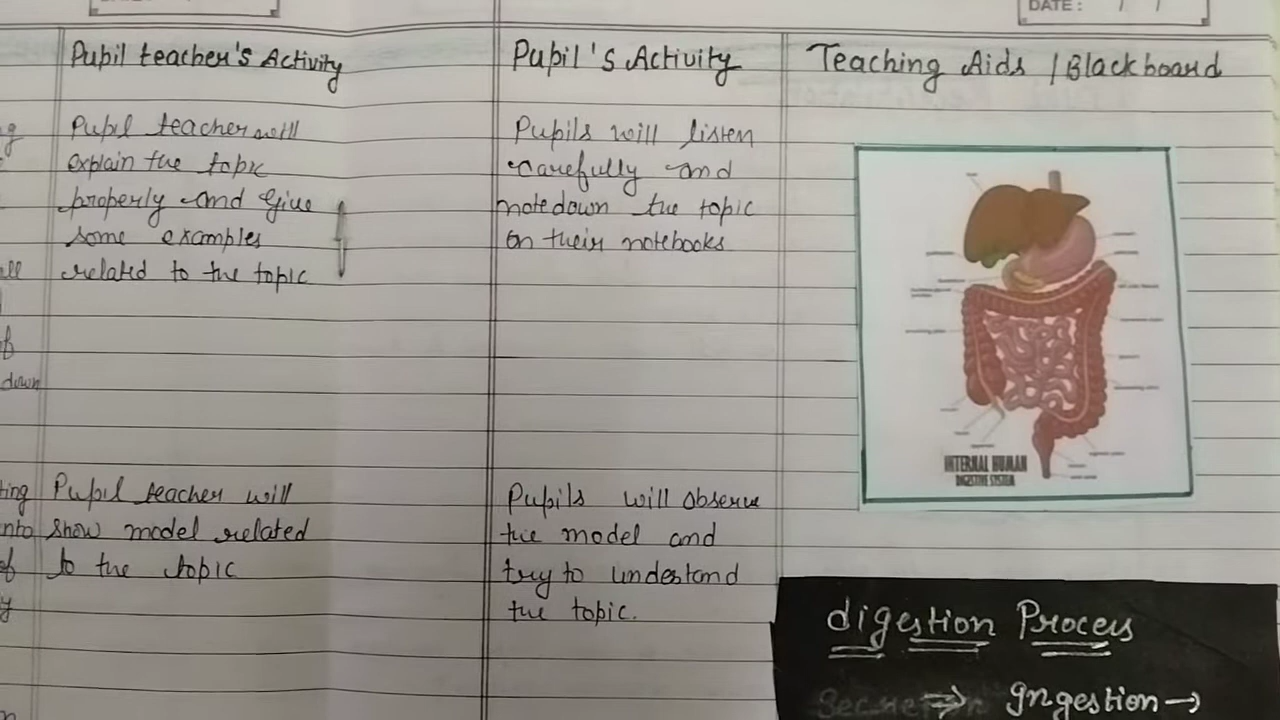 DATE: / /
Pupil teacher's Activity
Pupil's Activity
Teaching Aids / Blackboard
Pupil teacher will
explain the topic
properly and give
some examples
related to the topic
Pupils will listen
carefully and
notedown the topic
on their notebooks
down
INTERNAL HUMAN
DIGESTIVE SYSTEM
Pupil teacher will
show model related
to the topic
Pupils will observe
the model and
try to undestand
the topic.
digestion Process
⇒ Ingestion →